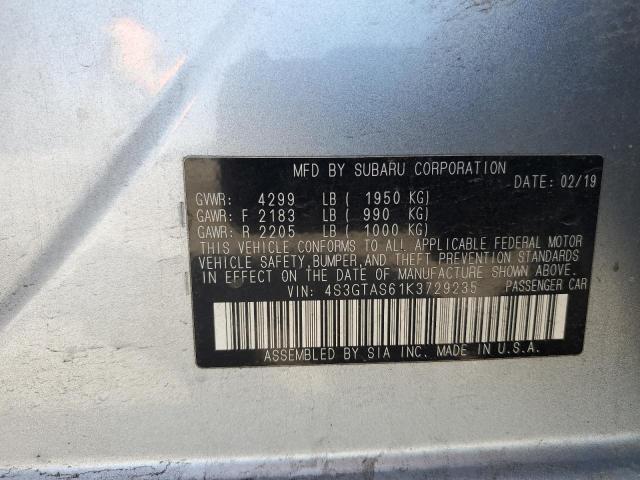 MFD BY SUBARU CORPORATION
DATE: 02/19
GVWR: 4299 LB ( 1950 KG)
GAWR: F 2183 LB ( 990 KG)
GAWR: R 2205 LB ( 1000 KG)
THIS VEHICLE CONFORMS TO ALL APPLICABLE FEDERAL MOTOR
VEHICLE SAFETY, BUMPER, AND THEFT PREVENTION STANDARDS
IN EFFECT ON THE DATE OF MANUFACTURE SHOWN ABOVE.
VIN: 4S3GTAS61K3729235 PASSENGER CAR
ASSEMBLED BY SIA INC. MADE IN U.S.A.